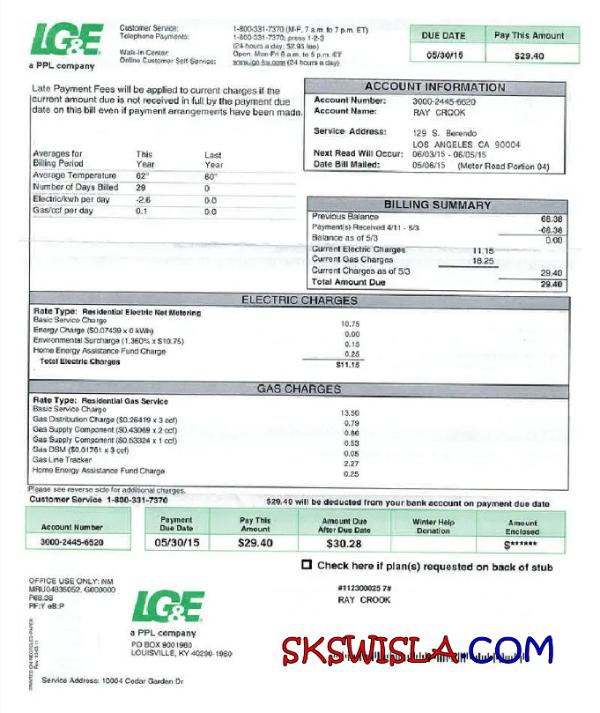 LG&E
a PPL company
Customer Service: 1-800-331-7370 (M-F, 7 a.m. to 7 p.m. ET)
Telephone Payments: 1-800-331-7370, press 1-2-3
(24 hours a day; $2.95 fee)
Walk-In Center: Open Mon-Fri 8 a.m. to 5 p.m. ET
Online Customer Self-Service: www.lge-ku.com (24 hours a day)
DUE DATE Pay This Amount
05/30/15 $29.40
Late Payment Fees will be applied to current charges if the
current amount due is not received in full by the payment due
date on this bill even if payment arrangements have been made.
ACCOUNT INFORMATION
Account Number: 3000-2445-6620
Account Name: RAY CROOK
Service Address: 129 S. Berendo
LOS ANGELES CA 90004
Next Read Will Occur: 06/03/15 - 06/05/15
Date Bill Mailed: 05/06/15 (Meter Read Portion 04)
Averages for This Last
Billing Period Year Year
Average Temperature 62° 60°
Number of Days Billed 29 0
Electric/kwh per day -2.6 0.0
Gas/ccf per day 0.1 0.0
BILLING SUMMARY
Previous Balance 68.38
Payment(s) Received 4/11 - 5/3 -68.38
Balance as of 5/3 0.00
Current Electric Charges 11.15
Current Gas Charges 18.25
Current Charges as of 5/3 29.40
Total Amount Due 29.40
ELECTRIC CHARGES
Rate Type: Residential Electric Net Metering
Basic Service Charge 10.75
Energy Charge ($0.07439 x 0 kWh) 0.00
Environmental Surcharge (1.360% x $10.75) 0.15
Home Energy Assistance Fund Charge 0.25
Total Electric Charges $11.15
GAS CHARGES
Rate Type: Residential Gas Service
Basic Service Charge 13.50
Gas Distribution Charge ($0.26419 x 3 ccf) 0.79
Gas Supply Component ($0.43069 x 2 ccf) 0.86
Gas Supply Component ($0.53324 x 1 ccf) 0.53
Gas DSM ($0.01761 x 3 ccf) 0.05
Gas Line Tracker 2.27
Home Energy Assistance Fund Charge 0.25
Please see reverse side for additional charges.
Customer Service 1-800-331-7370 $29.40 will be deducted from your bank account on payment due date
Account Number Payment Due Date Pay This Amount Amount Due After Due Date Winter Help Donation Amount Enclosed
3000-2445-6520 05/30/15 $29.40 $30.28 $******
Check here if plan(s) requested on back of stub
OFFICE USE ONLY: NM
MRU04835052, G000000
P68.38
PF:Y eB:P
#112300025 7#
RAY CROOK
LG&E
a PPL company
PO BOX 9001960
LOUISVILLE, KY 40290-1960
SKSWISLA.COM
PRINTED ON RECYCLED PAPER
Service Address: 10004 Cedar Garden Dr